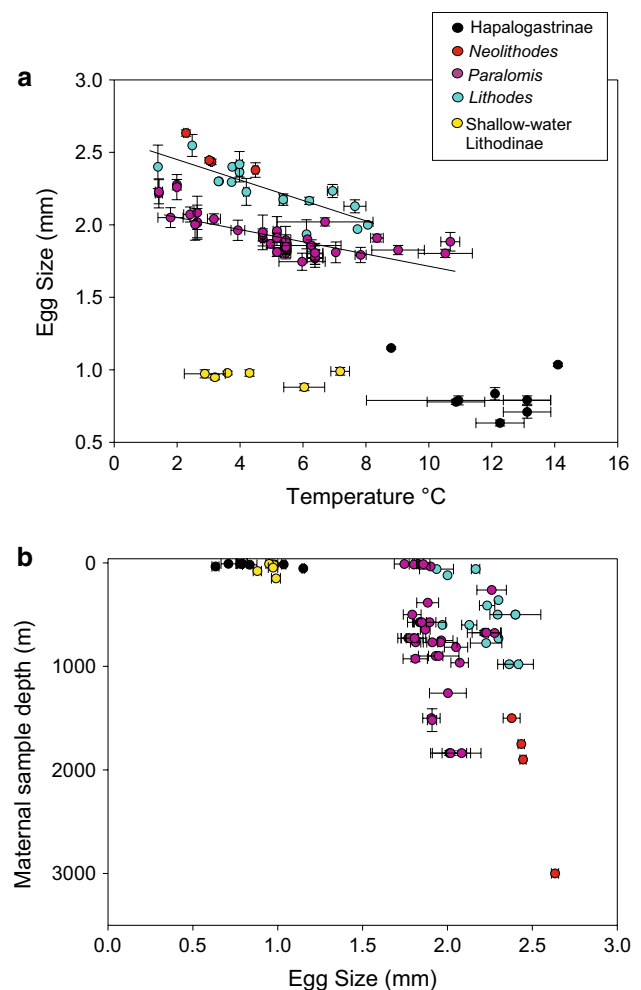 Hapalogastrinae
Neolithodes
Paralomis
Lithodes
Shallow-water
Lithodinae
a
3.0
2.5
2.0
1.5
1.0
0.5
Egg Size (mm)
0 2 4 6 8 10 12 14 16
Temperature °C
b
0
1000
2000
3000
Maternal sample depth (m)
0.0 0.5 1.0 1.5 2.0 2.5 3.0
Egg Size (mm)